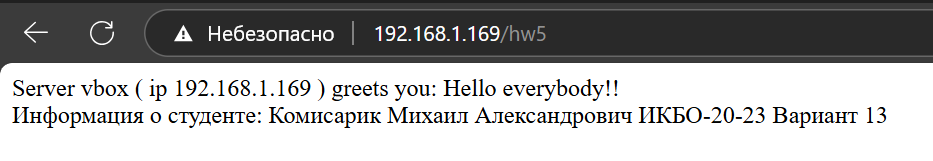 Небезопасно 192.168.1.169/hw5
Server vbox ( ip 192.168.1.169 ) greets you: Hello everybody!!
Информация о студенте: Комисарик Михаил Александрович ИКБО-20-23 Вариант 13